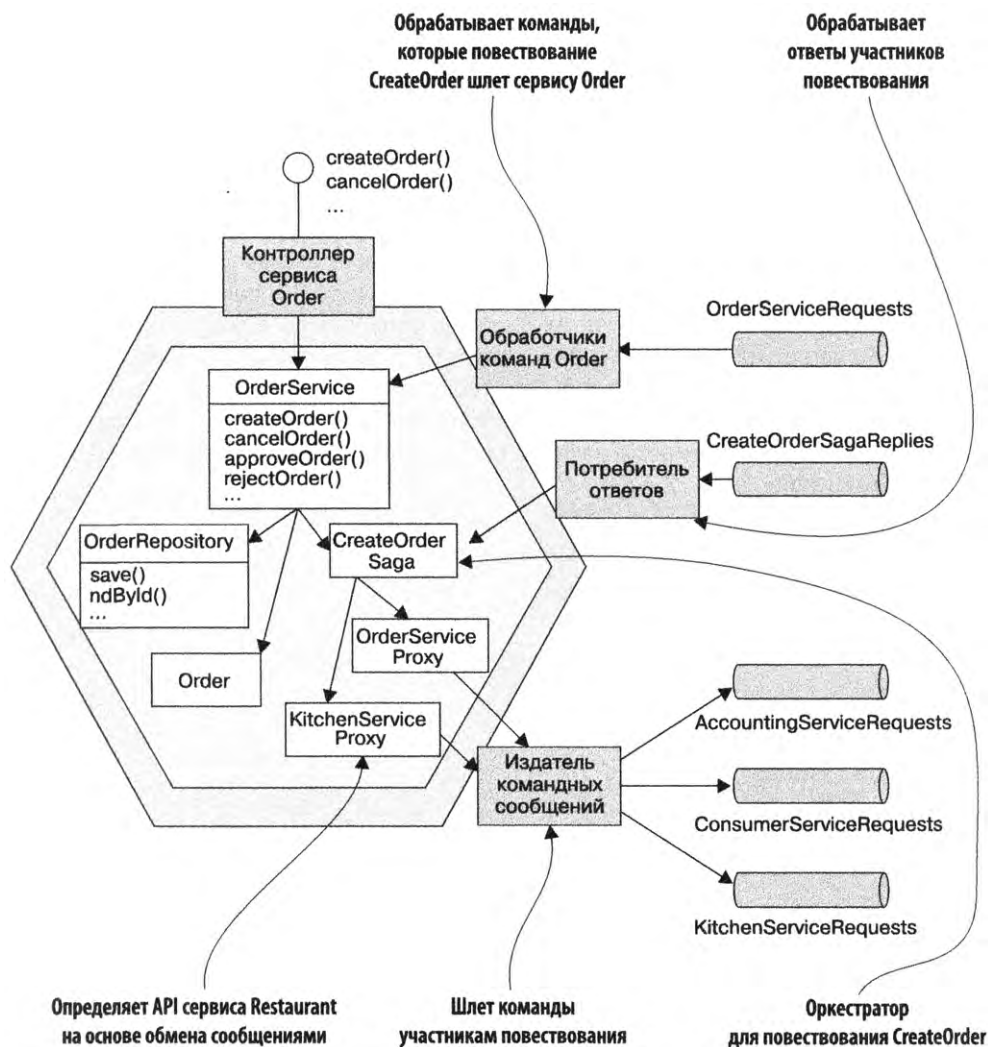 Обрабатывает команды,
которые повествование
CreateOrder шлет сервису Order
Обрабатывает
ответы участников
повествования
createOrder()
cancelOrder()
...
Контроллер
сервиса
Order
OrderServiceRequests
Обработчики
команд Order
OrderService
createOrder()
cancelOrder()
approveOrder()
rejectOrder()
...
CreateOrderSagaReplies
Потребитель
ответов
OrderRepository
save()
ndById()
...
CreateOrder
Saga
OrderService
Proxy
Order
KitchenService
Proxy
AccountingServiceRequests
Издатель
командных
сообщений
ConsumerServiceRequests
KitchenServiceRequests
Определяет API сервиса Restaurant
на основе обмена сообщениями
Шлет команды
участникам повествования
Оркестратор
для повествования CreateOrder